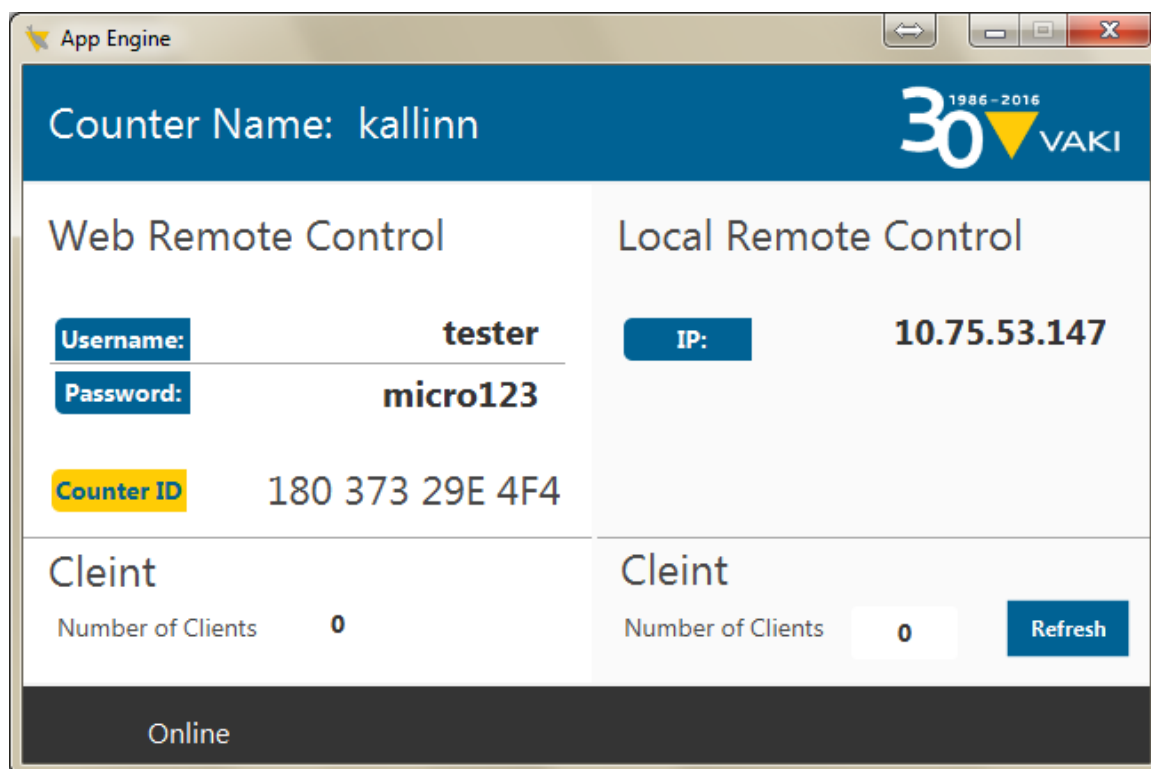 App Engine
Counter Name: kallinn
1986-2016
30 VAKI
Web Remote Control
Username: tester
Password: micro123
Counter ID 180 373 29E 4F4
Cleint
Number of Clients 0
Local Remote Control
IP: 10.75.53.147
Cleint
Number of Clients 0 Refresh
Online